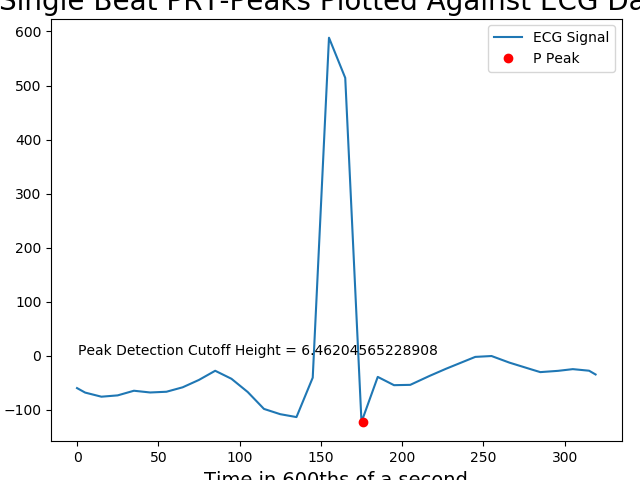 Single Beat PRT-Peaks Plotted Against ECG Da
600
500
400
300
200
100
0
−100
ECG Signal
P Peak
Peak Detection Cutoff Height = 6.46204565228908
0 50 100 150 200 250 300
Time in 600ths of a second